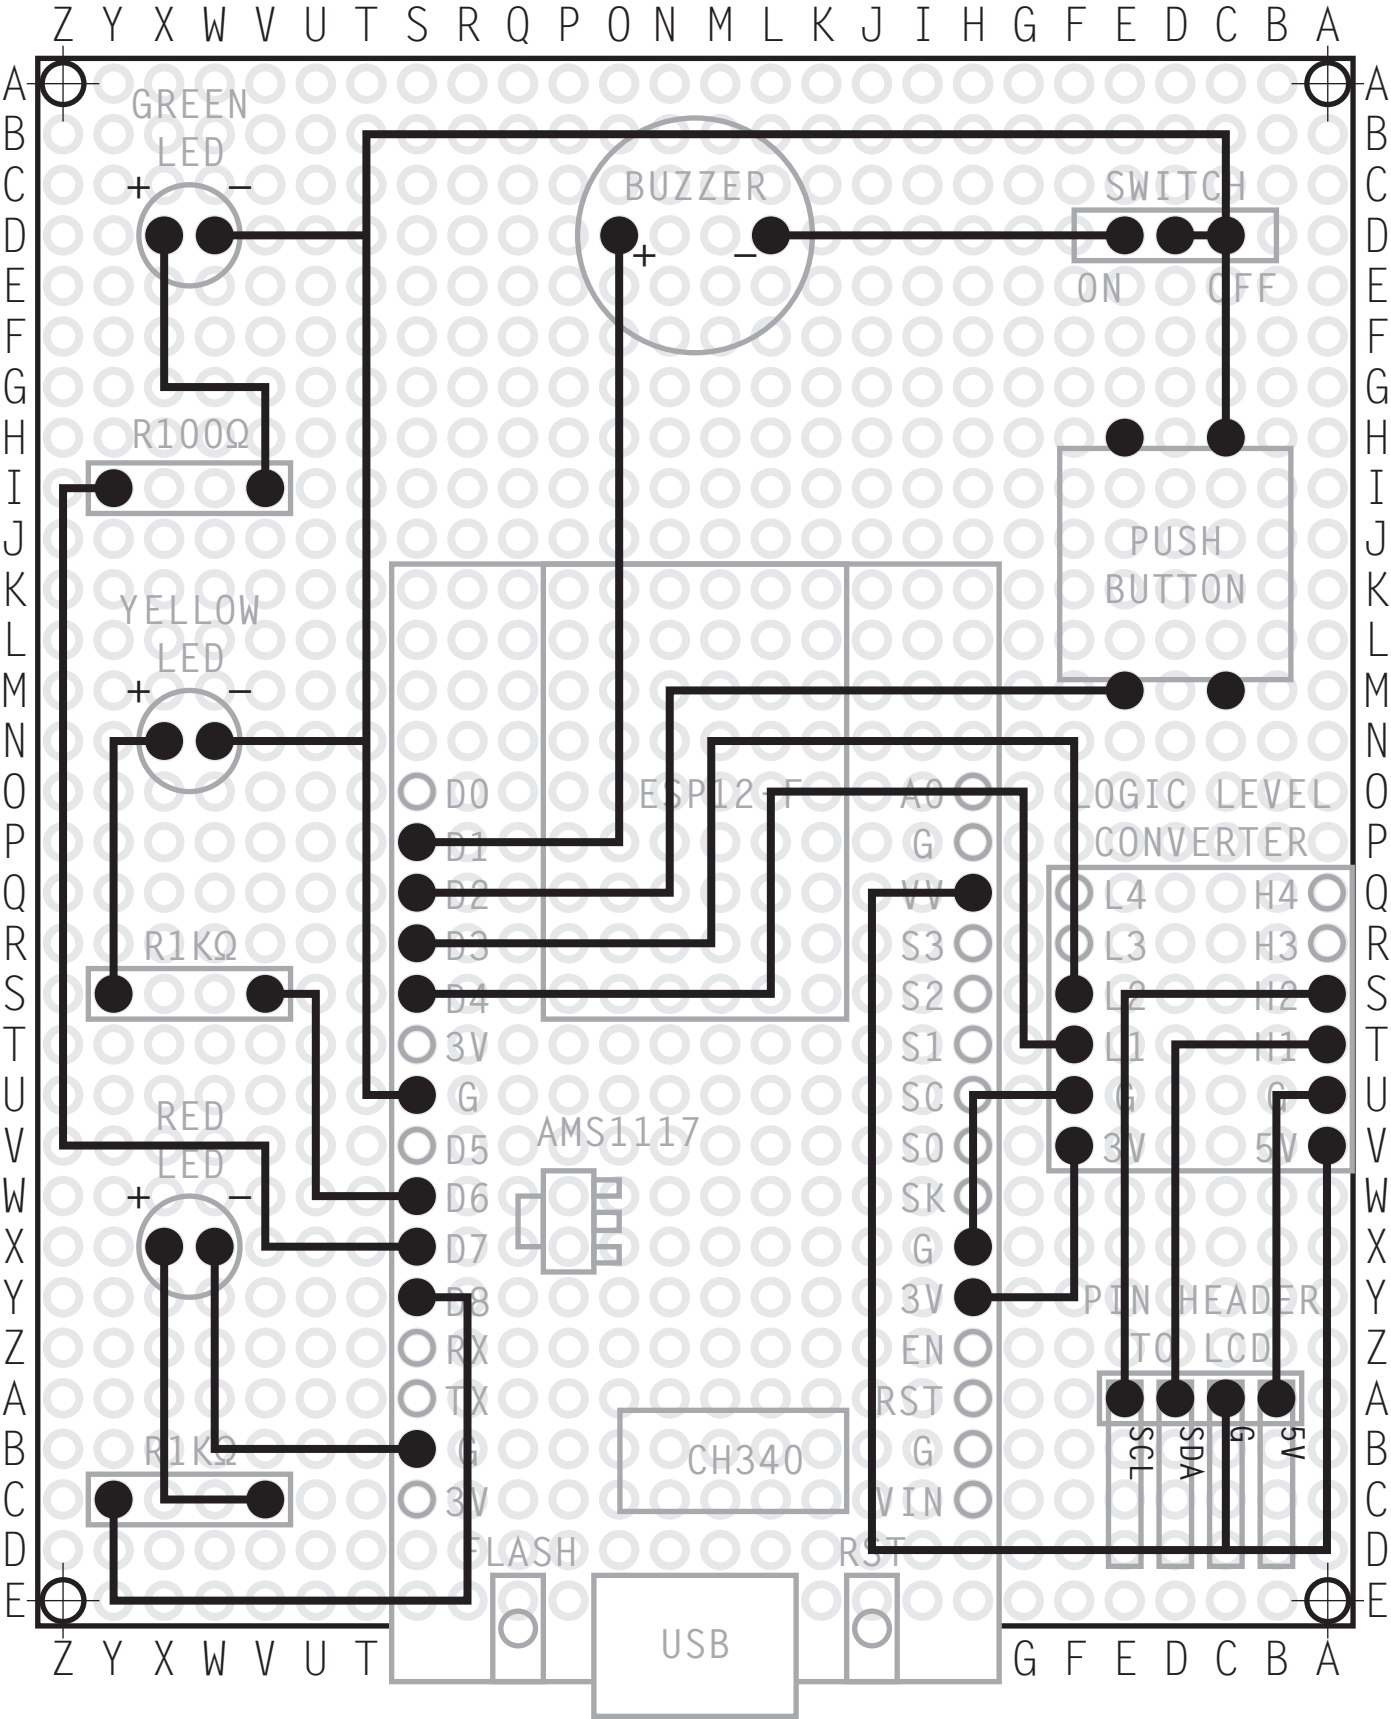 Z Y X W V U T S R Q P O N M L K J I H G F E D C B A
A A
GREEN
B B
LED
C + − BUZZER SWITCH C
D D
+ −
E ON OFF E
F F
G G
H R100Ω H
I I
J PUSH J
K BUTTON K
YELLOW
L LED L
M + − M
N N
O D0 ESP12-F A0 LOGIC LEVEL O
P D1 G CONVERTER P
Q D2 VV L4 H4 Q
R R1KΩ D3 S3 L3 H3 R
S D4 S2 L2 H2 S
T 3V S1 L1 H1 T
U RED G SC G G U
AMS1117
V LED D5 SO 3V 5V V
W + − D6 SK W
X D7 G X
Y D8 3V PIN HEADER Y
Z RX EN TO LCD Z
A TX RST A
B R1KΩ G CH340 G SCL SDA G 5V B
C 3V VIN C
D FLASH RST D
E E
USB
Z Y X W V U T G F E D C B A